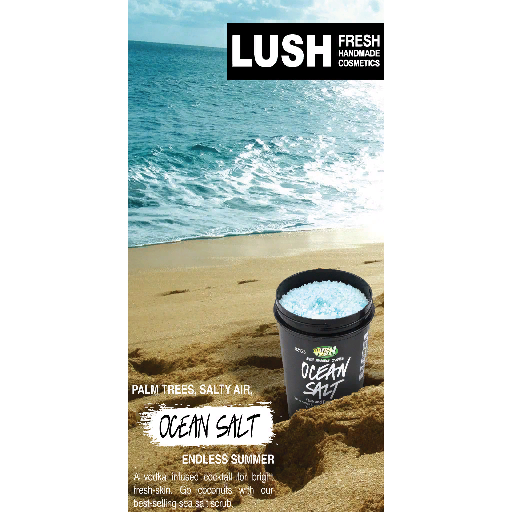 LUSH FRESH
HANDMADE
COSMETICS
LUSH
OCEAN
SALT
PALM TREES, SALTY AIR,
OCEAN SALT
ENDLESS SUMMER
A vodka infused cocktail for bright
fresh-skin. Go coconuts with our
best-selling sea salt scrub.